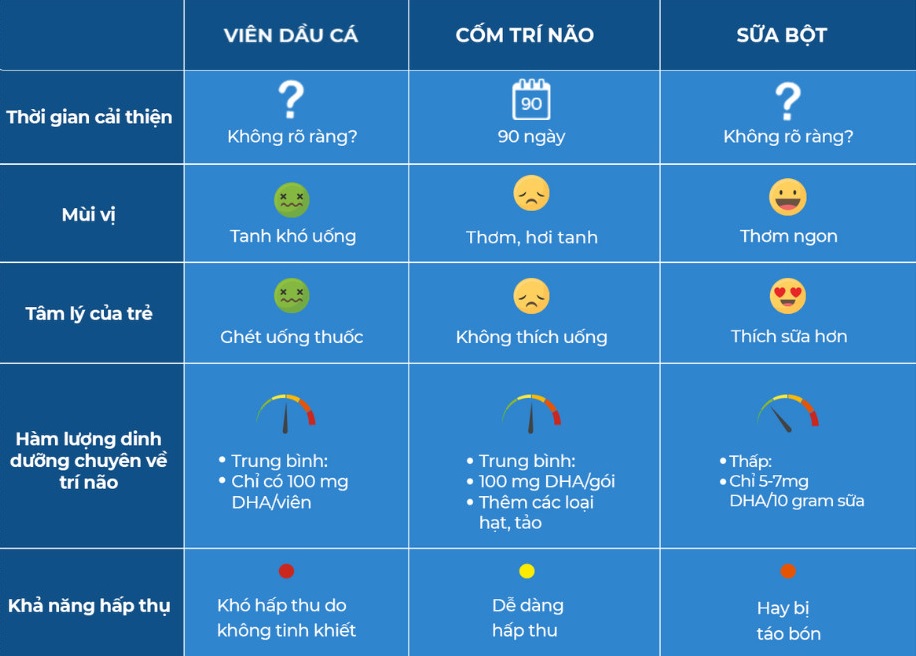 VIÊN DẦU CÁ
CỐM TRÍ NÃO
SỮA BỘT
Thời gian cải thiện
?
Không rõ ràng?
90
90 ngày
?
Không rõ ràng?
Mùi vị
Tanh khó uống
Thơm, hơi tanh
Thơm ngon
Tâm lý của trẻ
Ghét uống thuốc
Không thích uống
Thích sữa hơn
Hàm lượng dinh
dưỡng chuyên về
trí não
• Trung bình:
• Chỉ có 100 mg
DHA/viên
• Trung bình:
• 100 mg DHA/gói
• Thêm các loại
hạt, tảo
• Thấp:
• Chỉ 5-7mg
DHA/10 gram sữa
Khả năng hấp thụ
Khó hấp thu do
không tinh khiết
Dễ dàng
hấp thu
Hay bị
táo bón